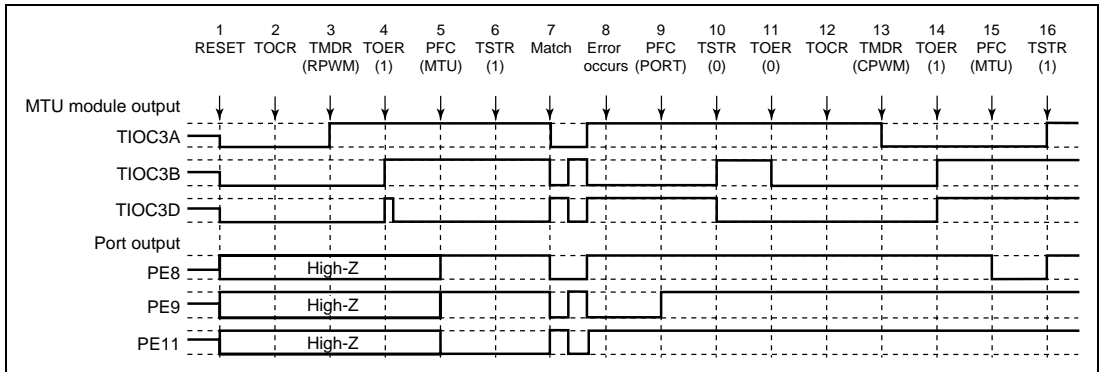 1 2 3 4 5 6 7 8 9 10 11 12 13 14 15 16
RESET TOCR TMDR TOER PFC TSTR Match Error PFC TSTR TOER TOCR TMDR TOER PFC TSTR
(RPWM) (1) (MTU) (1) occurs (PORT) (0) (0) (CPWM) (1) (MTU) (1)
MTU module output
TIOC3A
TIOC3B
TIOC3D
Port output
PE8 High-Z
PE9 High-Z
PE11 High-Z